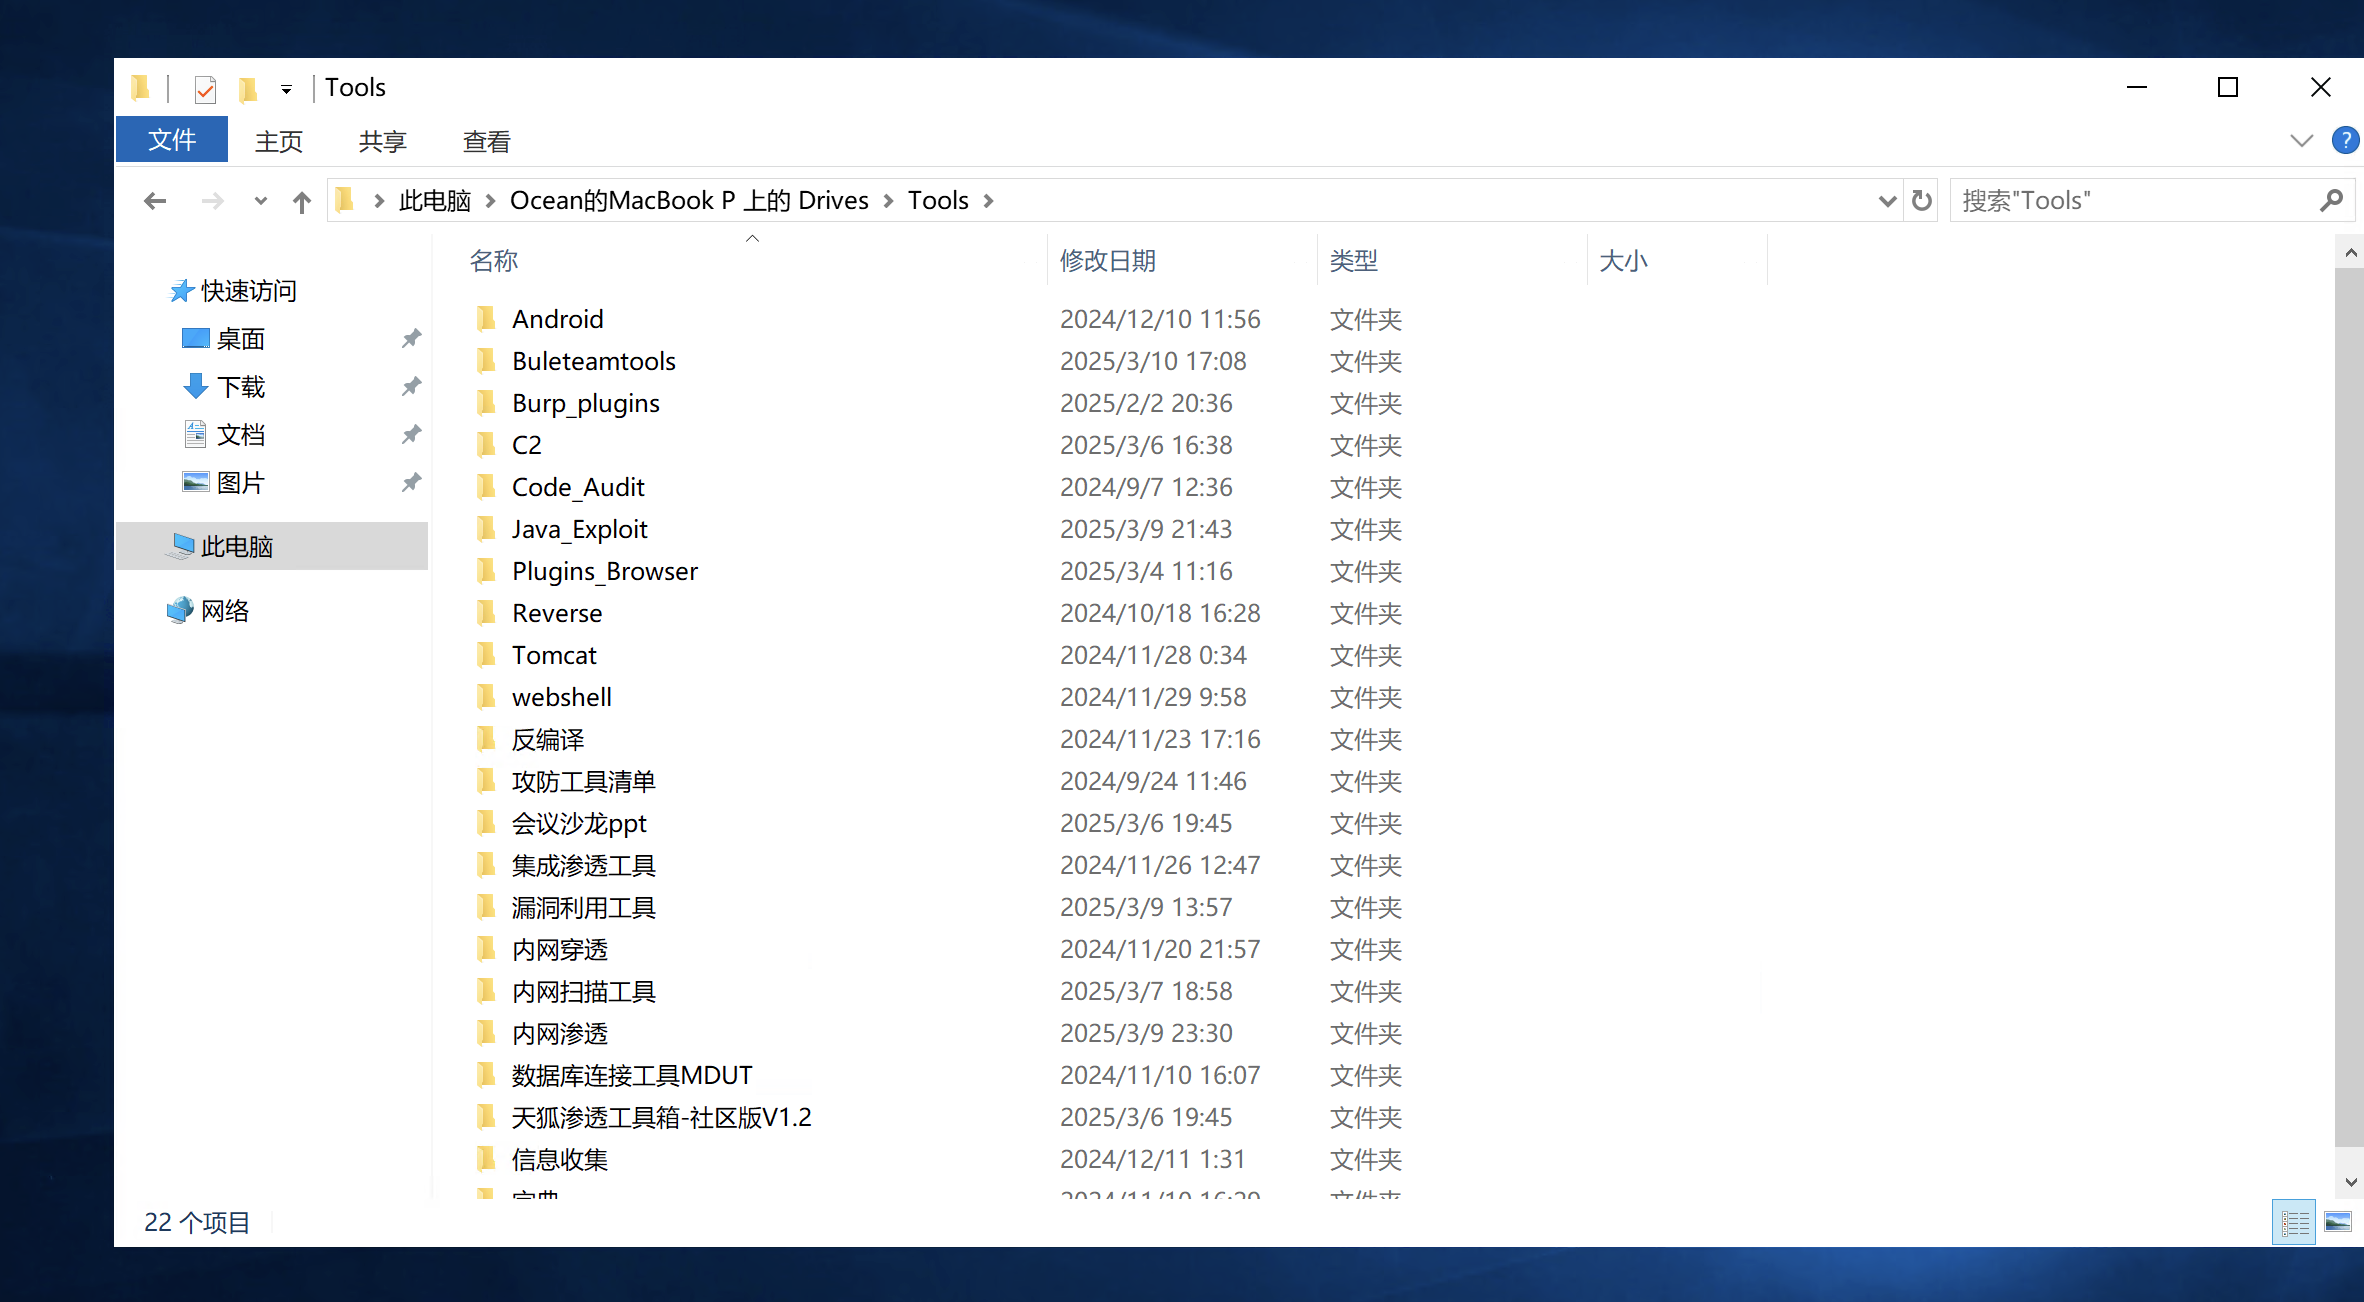 Tools
文件 主页 共享 查看
此电脑 Ocean的MacBook P 上的 Drives Tools 搜索"Tools"
名称 修改日期 类型 大小
快速访问
桌面
下载
文档
图片
此电脑
网络
Android 2024/12/10 11:56 文件夹
Buleteamtools 2025/3/10 17:08 文件夹
Burp_plugins 2025/2/2 20:36 文件夹
C2 2025/3/6 16:38 文件夹
Code_Audit 2024/9/7 12:36 文件夹
Java_Exploit 2025/3/9 21:43 文件夹
Plugins_Browser 2025/3/4 11:16 文件夹
Reverse 2024/10/18 16:28 文件夹
Tomcat 2024/11/28 0:34 文件夹
webshell 2024/11/29 9:58 文件夹
反编译 2024/11/23 17:16 文件夹
攻防工具清单 2024/9/24 11:46 文件夹
会议沙龙ppt 2025/3/6 19:45 文件夹
集成渗透工具 2024/11/26 12:47 文件夹
漏洞利用工具 2025/3/9 13:57 文件夹
内网穿透 2024/11/20 21:57 文件夹
内网扫描工具 2025/3/7 18:58 文件夹
内网渗透 2025/3/9 23:30 文件夹
数据库连接工具MDUT 2024/11/10 16:07 文件夹
天狐渗透工具箱-社区版V1.2 2025/3/6 19:45 文件夹
信息收集 2024/12/11 1:31 文件夹
22 个项目